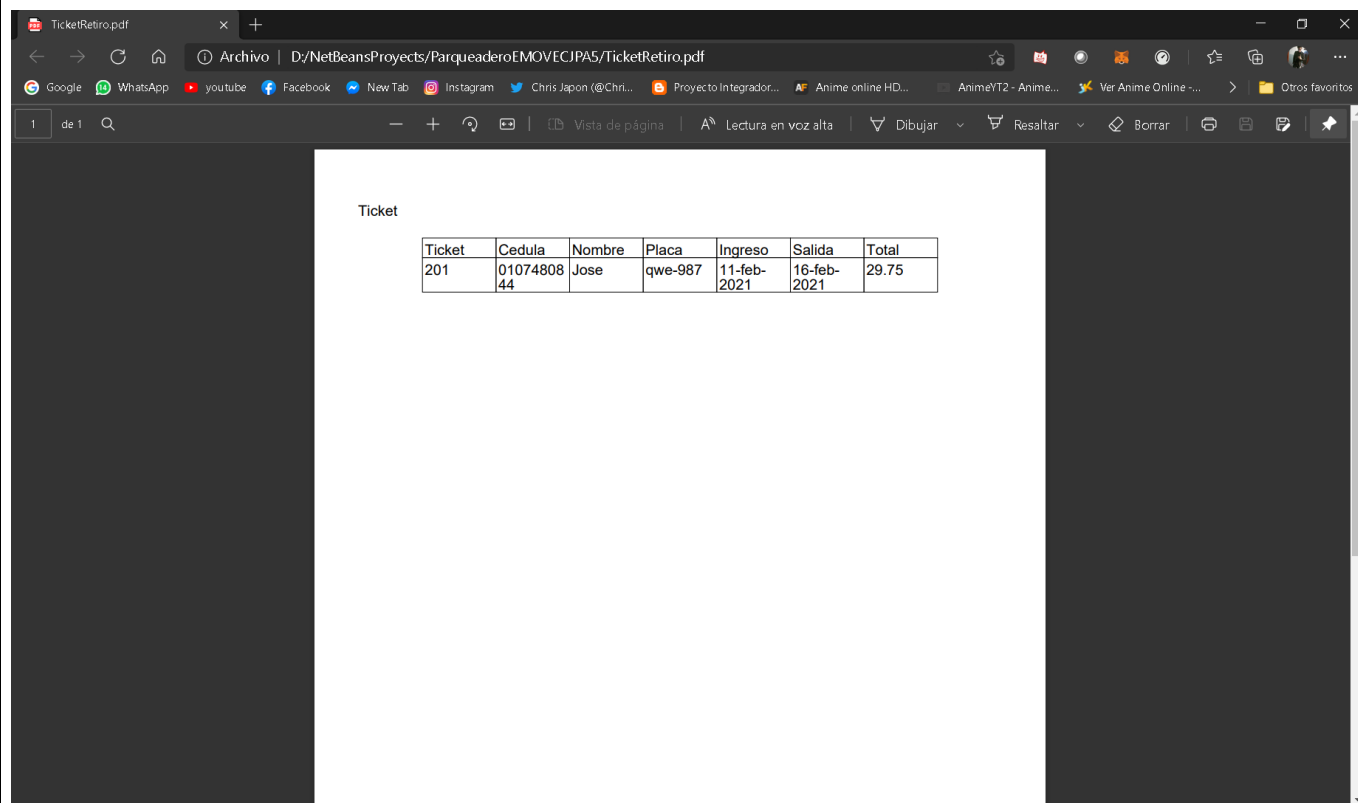 TicketRetiro.pdf
Archivo | D:/NetBeansProyects/ParqueaderoEMOVECJPA5/TicketRetiro.pdf
Google WhatsApp youtube Facebook New Tab Instagram Chris Japon (@Chri... Proyecto Integrador... Anime online HD... AnimeYT2 - Anime... Ver Anime Online -... Otros favoritos
1 de 1 Vista de página Lectura en voz alta Dibujar Resaltar Borrar
Ticket
Ticket Cedula Nombre Placa Ingreso Salida Total
201 01074808 Jose qwe-987 11-feb- 16-feb- 29.75
44 2021 2021